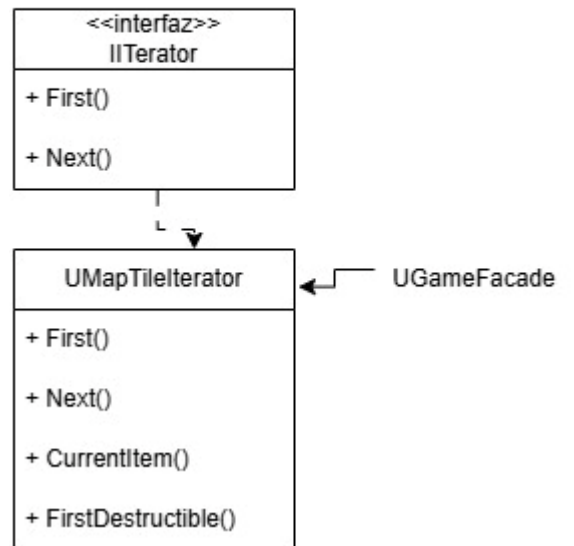 <<interfaz>>
IITerator
+ First()
+ Next()
UMapTileIterator
UGameFacade
+ First()
+ Next()
+ CurrentItem()
+ FirstDestructible()